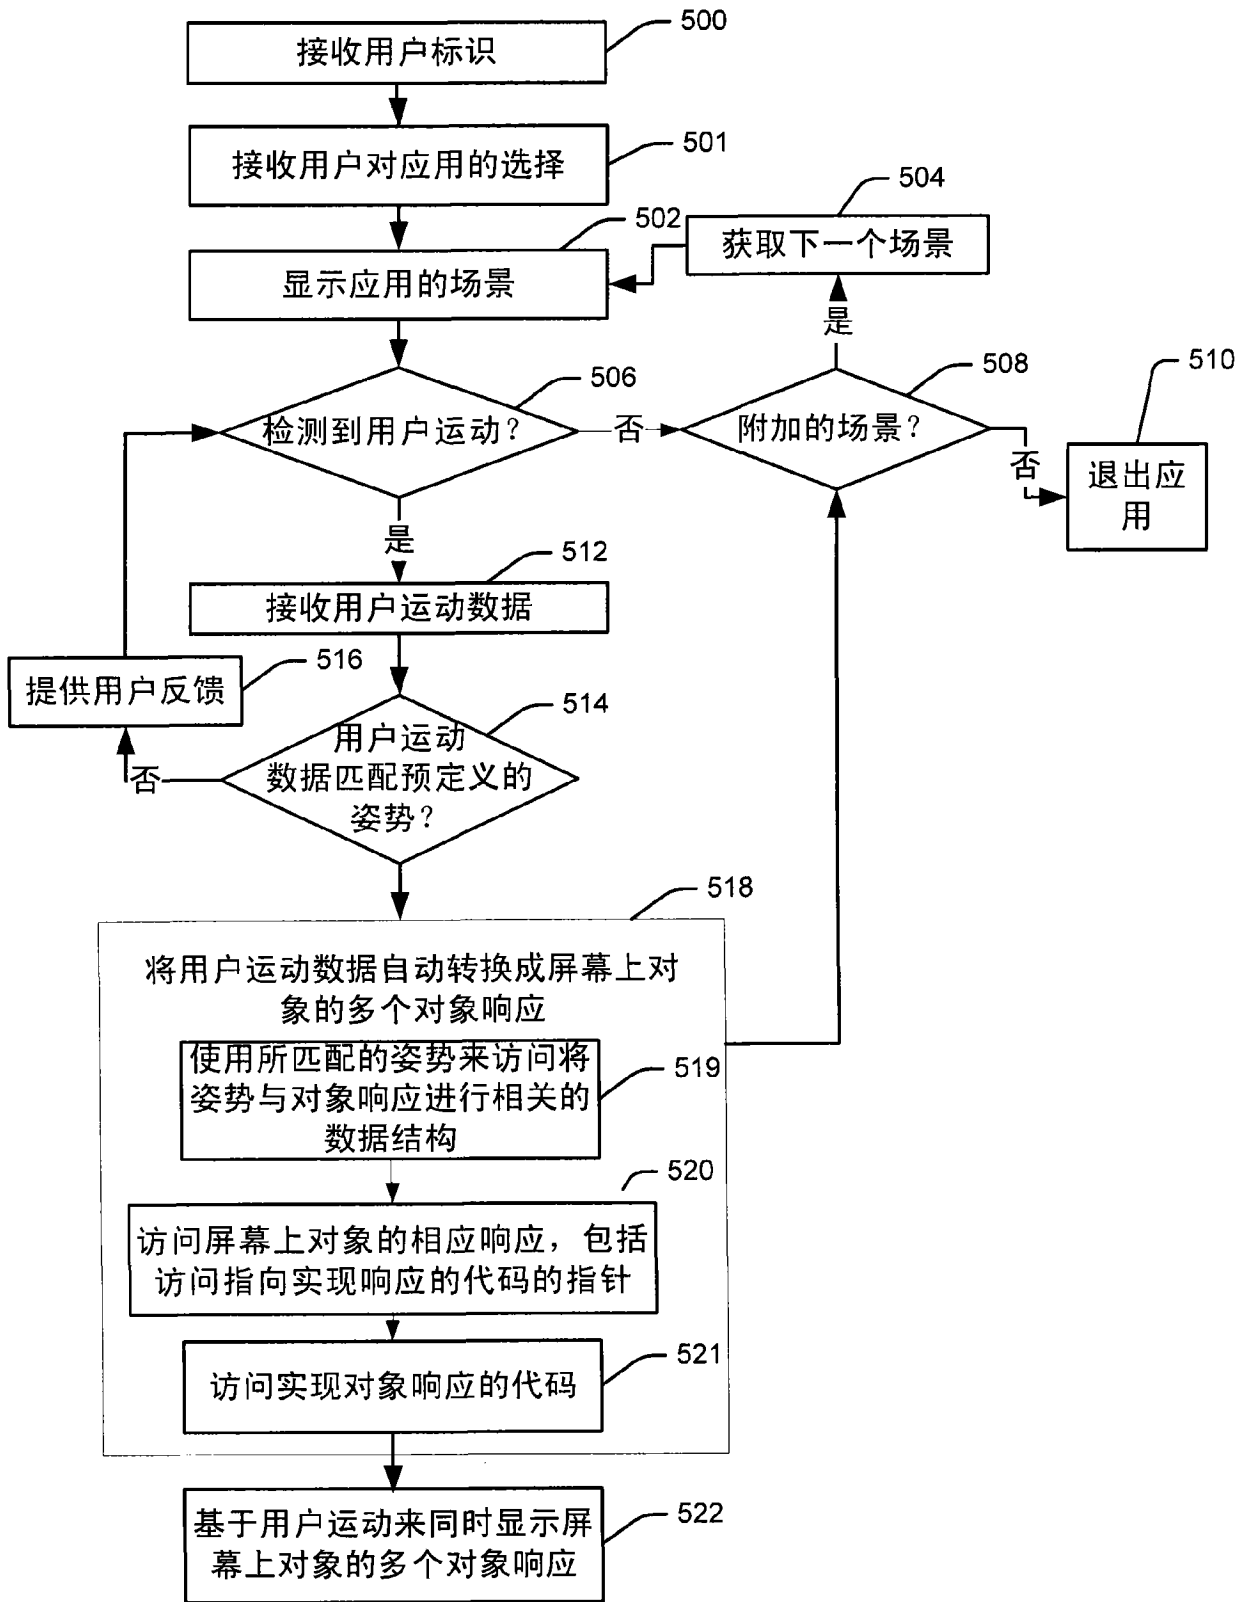 500
接收用户标识
501
接收用户对应用的选择
502
显示应用的场景
504
获取下一个场景
是
506
检测到用户运动？
否
508
附加的场景？
否
510
退出应
用
是
512
接收用户运动数据
516
提供用户反馈
否
514
用户运动
数据匹配预定义的
姿势？
518
将用户运动数据自动转换成屏幕上对
象的多个对象响应
519
使用所匹配的姿势来访问将
姿势与对象响应进行相关的
数据结构
520
访问屏幕上对象的相应响应，包括
访问指向实现响应的代码的指针
521
访问实现对象响应的代码
522
基于用户运动来同时显示屏
幕上对象的多个对象响应